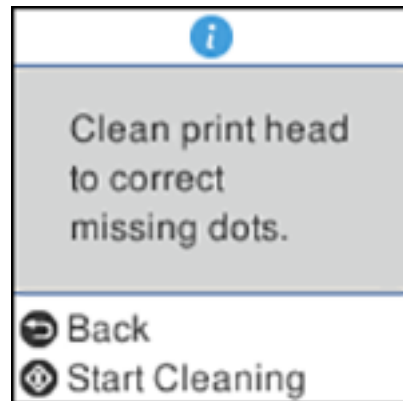 Clean print head
to correct
missing dots.
Back
Start Cleaning